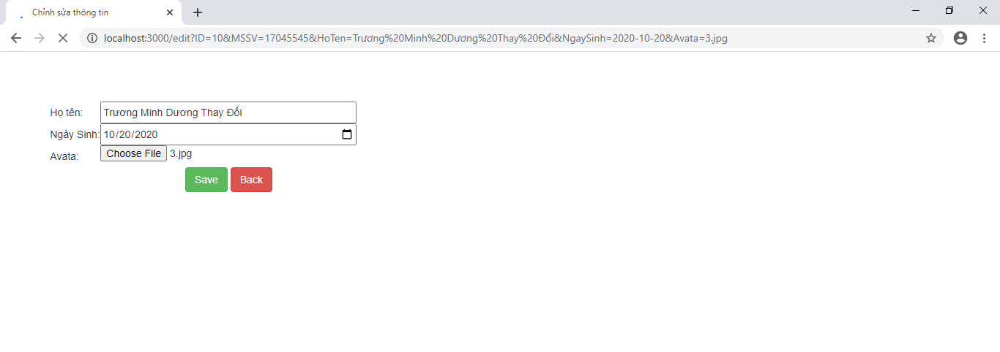 Chỉnh sửa thông tin
localhost:3000/edit?ID=10&MSSV=17045545&HoTen=Trương%20Minh%20Dương%20Thay%20Đổi&NgaySinh=2020-10-20&Avata=3.jpg
Họ tên: Trương Minh Dương Thay Đổi
Ngày Sinh: 10/20/2020
Avata: Choose File 3.jpg
Save Back